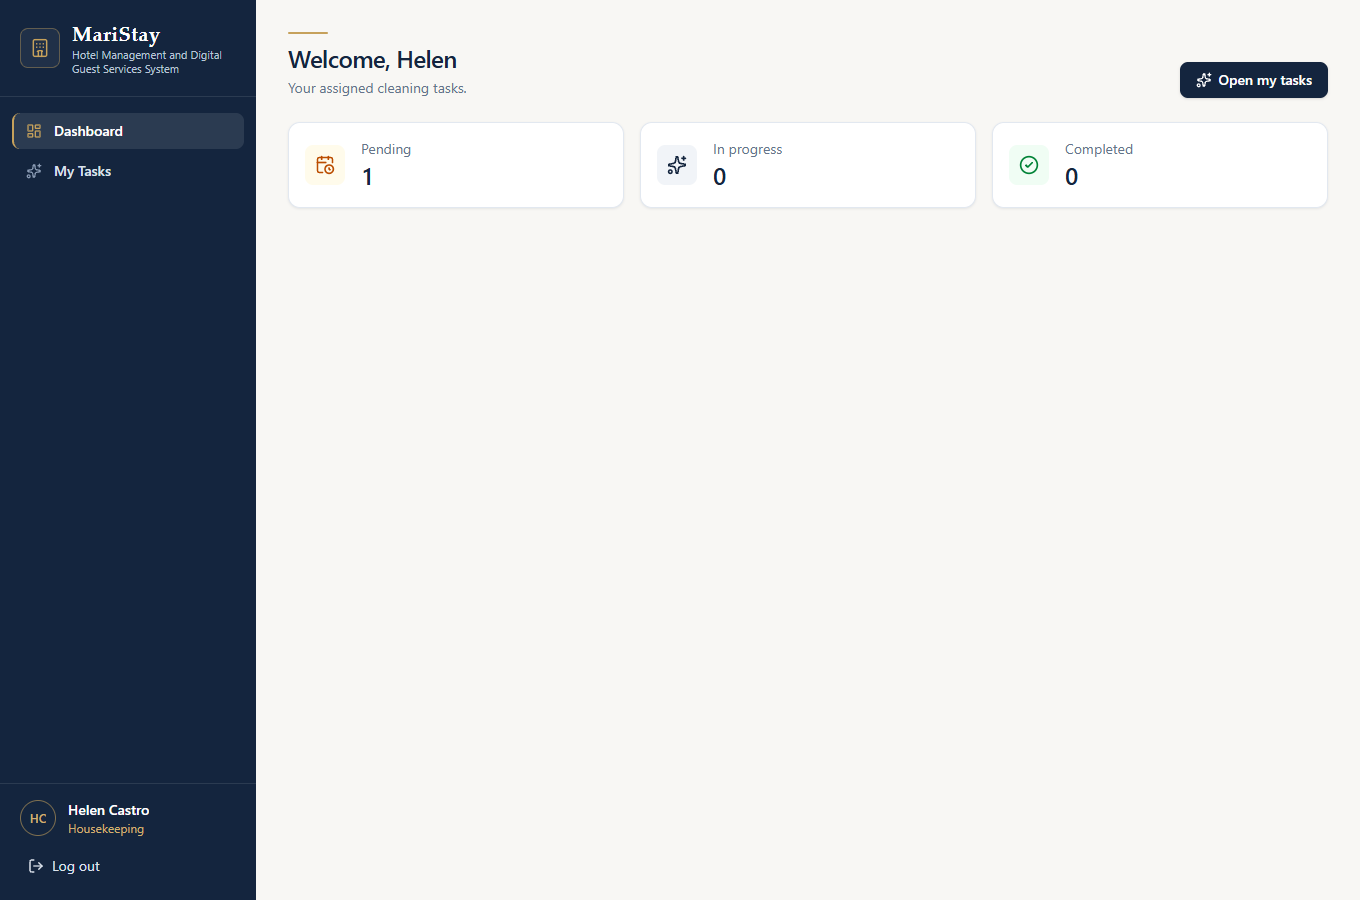 MariStay
Hotel Management and Digital
Guest Services System
Dashboard
My Tasks
Welcome, Helen
Your assigned cleaning tasks.
Open my tasks
Pending
1
In progress
0
Completed
0
HC
Helen Castro
Housekeeping
Log out